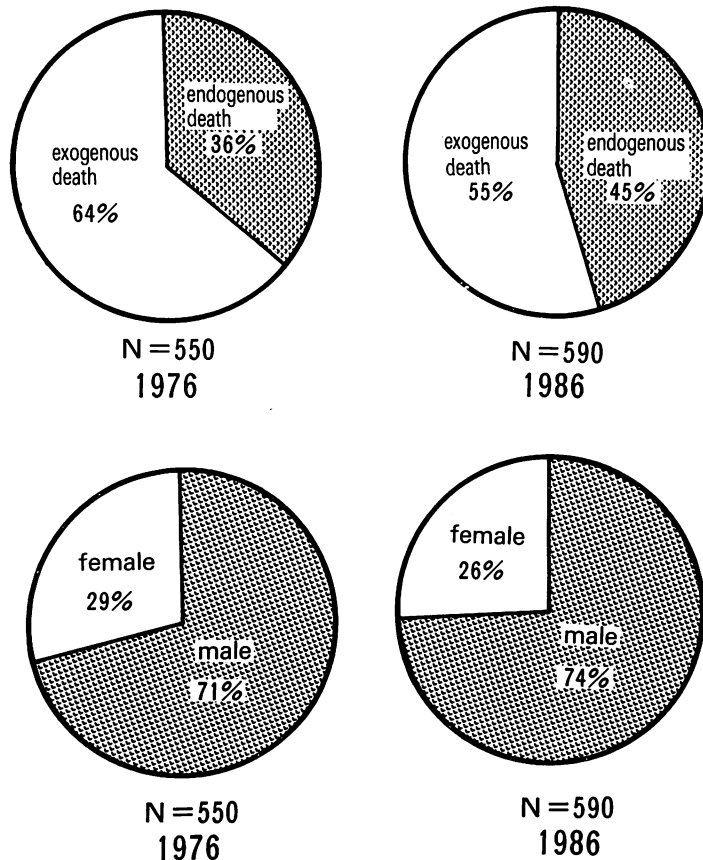 endogenous
death
36%
exogenous
death
64%
N=550
1976
exogenous
death
55%
endogenous
death
45%
N=590
1986
female
29%
male
71%
N=550
1976
female
26%
male
74%
N=590
1986